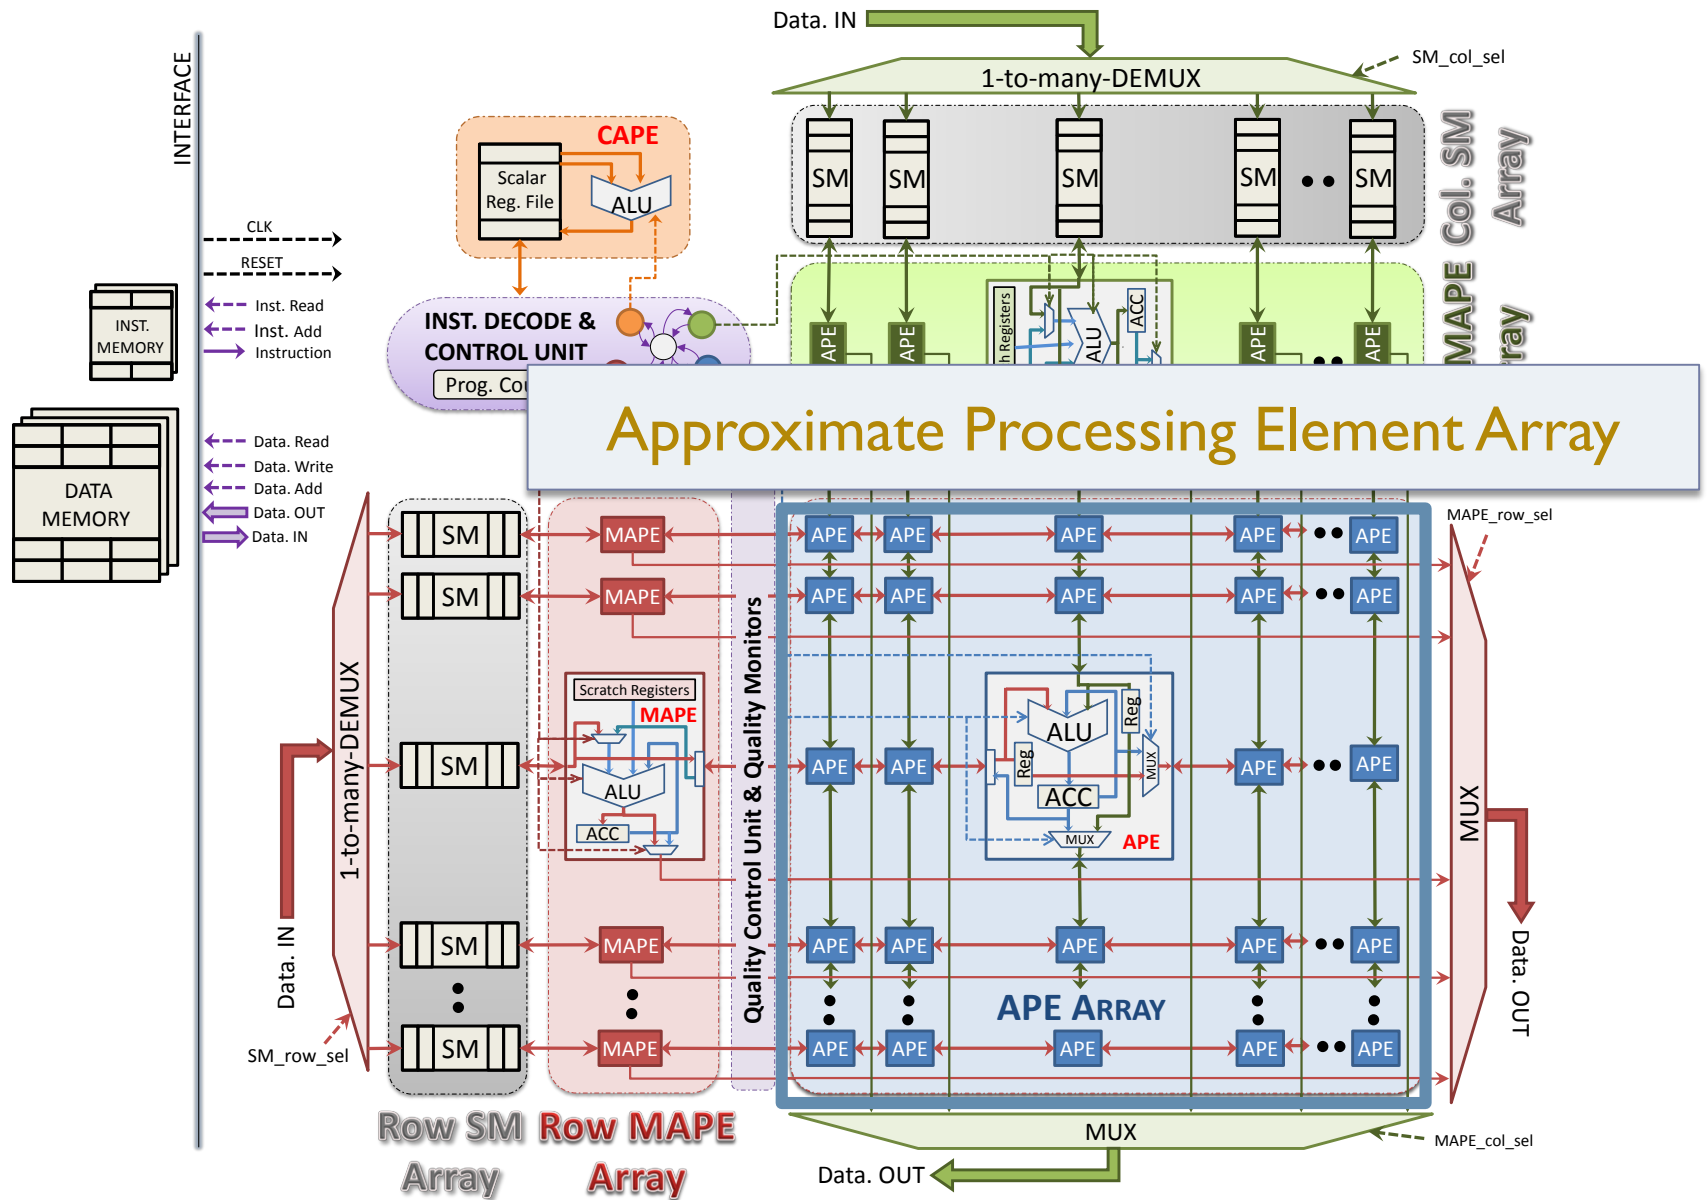 Data. IN
1-to-many-DEMUX
SM_col_sel
INTERFACE
CAPE
Scalar
Reg. File
ALU
SM
SM
SM
SM
SM
Col. SM
Array
CLK
RESET
Inst. Read
Inst. Add
Instruction
INST.
MEMORY
INST. DECODE &
CONTROL UNIT
APE
APE
ALU
ACC
APE
APE
MAPE
Approximate Processing Element Array
DATA
MEMORY
Data. Read
Data. Write
Data. Add
Data. OUT
Data. IN
SM
MAPE
APE
APE
APE
APE
APE
MAPE_row_sel
SM
MAPE
APE
APE
APE
APE
APE
1-to-many-DEMUX
Quality Control Unit & Quality Monitors
Scratch Registers
MAPE
ALU
ACC
SM
APE
APE
ALU
Reg
Reg
MUX
ACC
MUX
APE
APE
APE
MUX
Data. IN
SM
MAPE
APE
APE
APE
APE
APE
Data. OUT
APE ARRAY
SM_row_sel
SM
MAPE
APE
APE
APE
APE
APE
Row SM
Array
Row MAPE
Array
MUX
MAPE_col_sel
Data. OUT